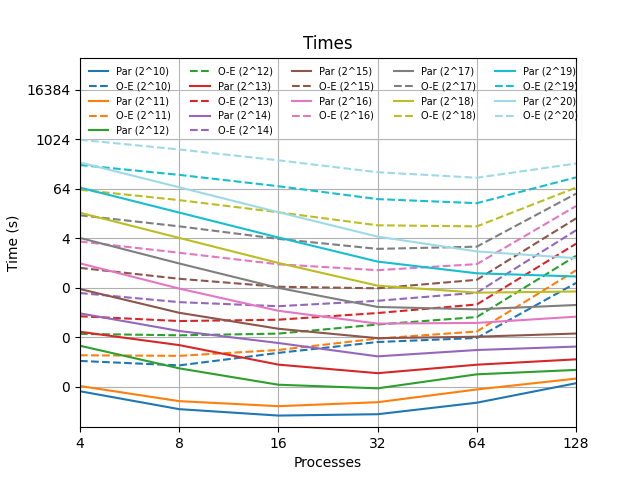 Times
Par (2^10)
O-E (2^10)
Par (2^11)
O-E (2^11)
Par (2^12)
O-E (2^12)
Par (2^13)
O-E (2^13)
Par (2^14)
O-E (2^14)
Par (2^15)
O-E (2^15)
Par (2^16)
O-E (2^16)
Par (2^17)
O-E (2^17)
Par (2^18)
O-E (2^18)
Par (2^19)
O-E (2^19)
Par (2^20)
O-E (2^20)
16384
1024
64
4
0
0
0
Time (s)
4 8 16 32 64 128
Processes